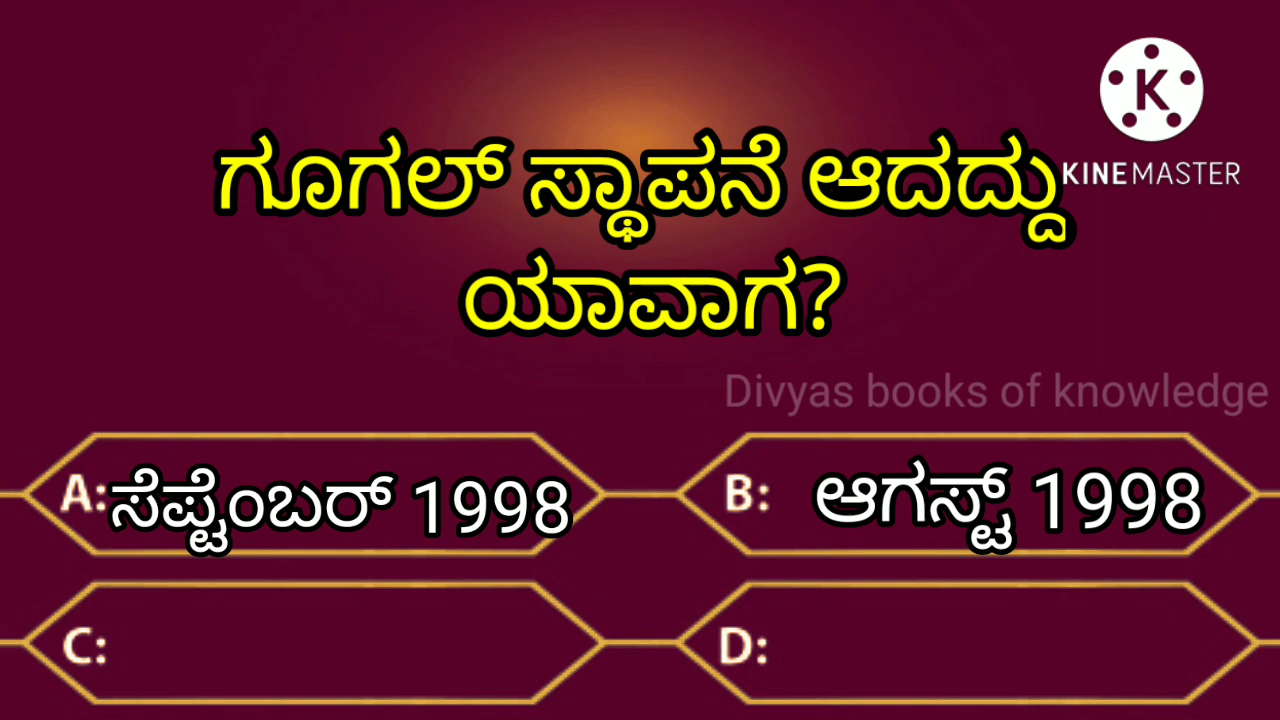 K
KINEMASTER
ಗೂಗಲ್ ಸ್ಥಾಪನೆ ಆದದ್ದು
ಯಾವಾಗ?
Divyas books of knowledge
A: ಸೆಪ್ಟೆಂಬರ್ 1998
B: ಆಗಸ್ಟ್ 1998
C:
D: